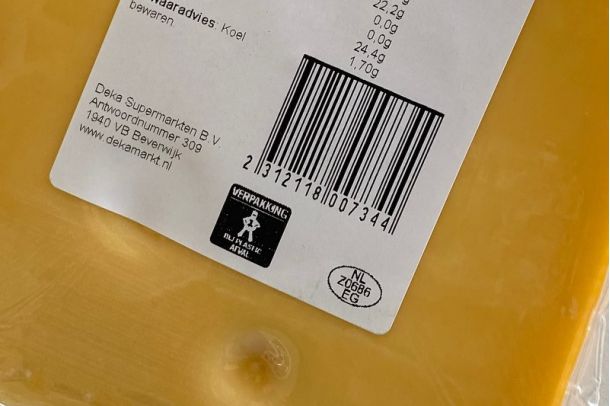 22,2g
0,0g
0,0g
24,4g
1,70g
Koel
bewaren.
Deka Supermarkten B.V.
Antwoordnummer 309
1940 VB Beverwijk
www.dekamarkt.nl
2 312118 007344
VERPAKKING
BIJ PLASTIC
AFVAL
NL
Z0686
EG